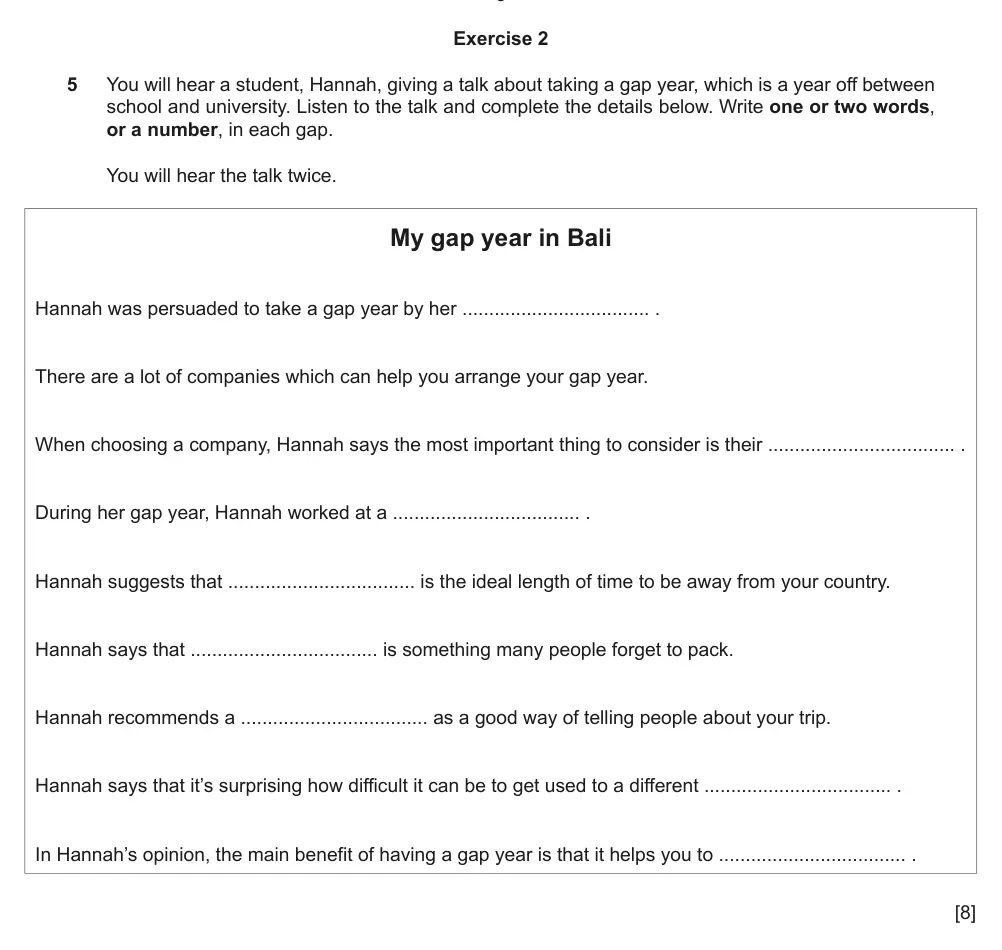 Exercise 2
5 You will hear a student, Hannah, giving a talk about taking a gap year, which is a year off between
school and university. Listen to the talk and complete the details below. Write one or two words,
or a number, in each gap.
You will hear the talk twice.
My gap year in Bali
Hannah was persuaded to take a gap year by her ................................... .
There are a lot of companies which can help you arrange your gap year.
When choosing a company, Hannah says the most important thing to consider is their ................................... .
During her gap year, Hannah worked at a ................................... .
Hannah suggests that ................................... is the ideal length of time to be away from your country.
Hannah says that ................................... is something many people forget to pack.
Hannah recommends a ................................... as a good way of telling people about your trip.
Hannah says that it's surprising how difficult it can be to get used to a different ................................... .
In Hannah's opinion, the main benefit of having a gap year is that it helps you to ................................... .
[8]